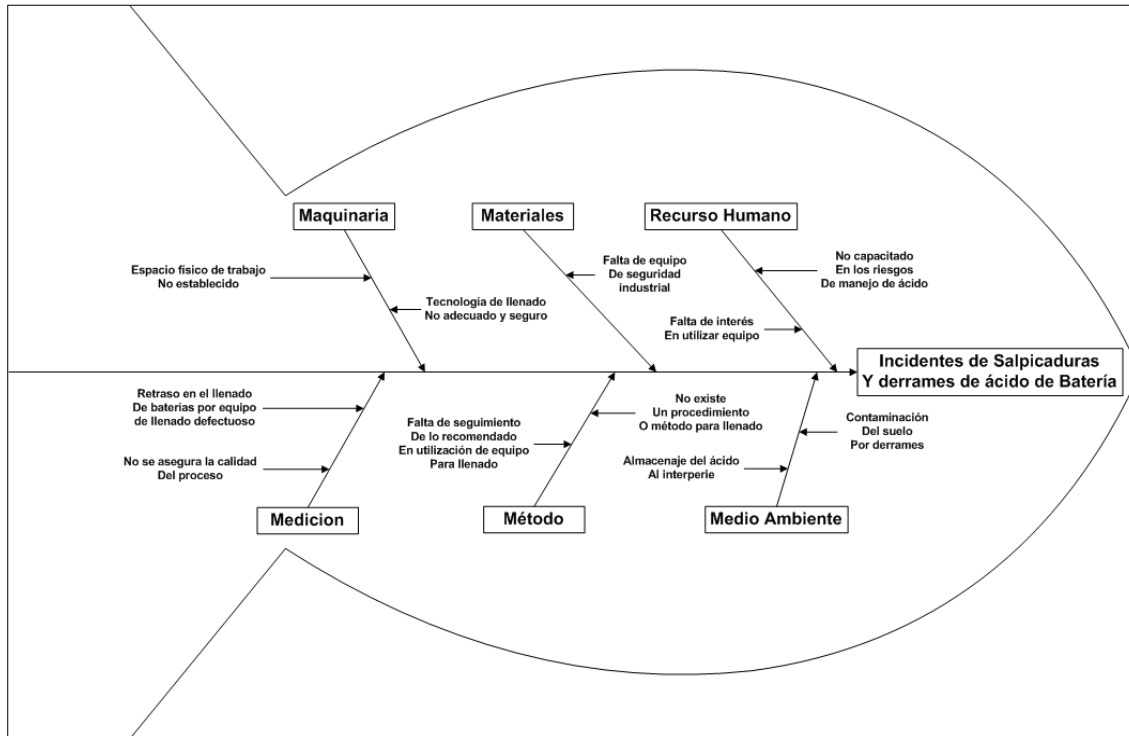 Maquinaria
Materiales
Recurso Humano
Espacio físico de trabajo
No establecido
Tecnología de llenado
No adecuado y seguro
Falta de equipo
De seguridad
industrial
No capacitado
En los riesgos
De manejo de ácido
Falta de interés
En utilizar equipo
Incidentes de Salpicaduras
Y derrames de ácido de Batería
Retraso en el llenado
De baterías por equipo
de llenado defectuoso
No se asegura la calidad
Del proceso
Falta de seguimiento
De lo recomendado
En utilización de equipo
Para llenado
No existe
Un procedimiento
O método para llenado
Almacenaje del ácido
Al interperie
Contaminación
Del suelo
Por derrames
Medicion
Método
Medio Ambiente